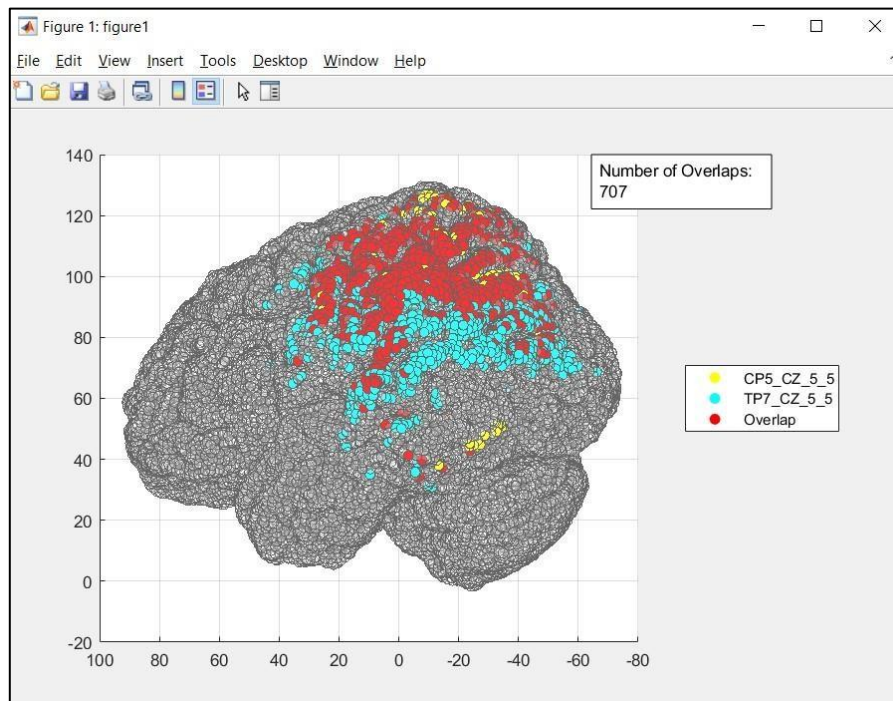 Figure 1: figure1
File Edit View Insert Tools Desktop Window Help
140
120
100
80
60
40
20
0
-20
100 80 60 40 20 0 -20 -40 -60 -80
Number of Overlaps:
707
CP5_CZ_5_5
TP7_CZ_5_5
Overlap